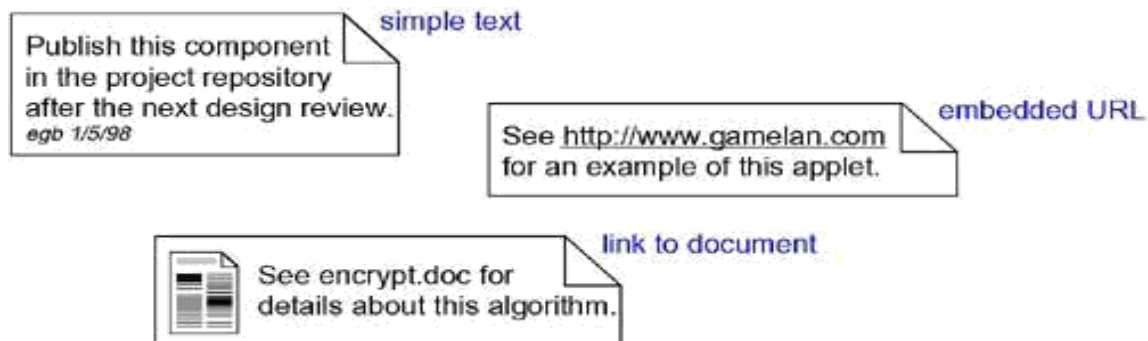 simple text
Publish this component
in the project repository
after the next design review.
egb 1/5/98
embedded URL
See http://www.gamelan.com
for an example of this applet.
link to document
See encrypt.doc for
details about this algorithm.